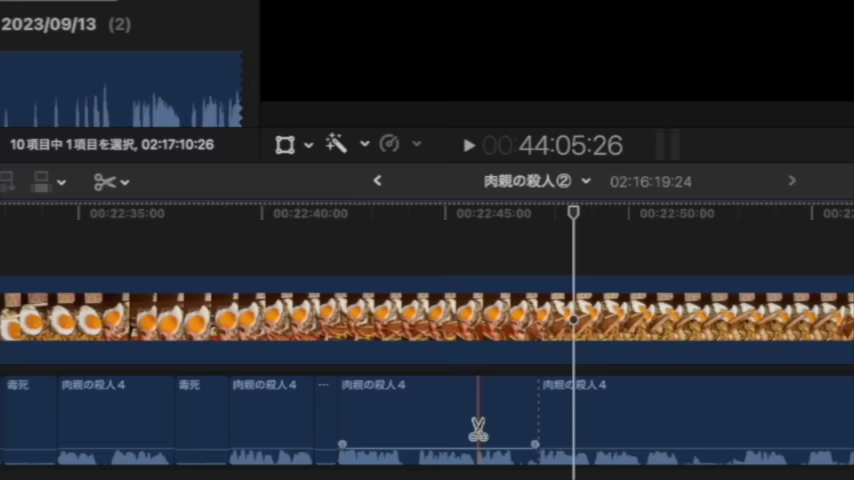 2023/09/13 (2)
10項目中1項目を選択, 02:17:10:26
00:44:05:26
肉親の殺人② 02:16:19:24
00:22:35:00 00:22:40:00 00:22:45:00 00:22:50:00 00:22
毒死 肉親の殺人4 毒死 肉親の殺人4 … 肉親の殺人4 肉親の殺人4